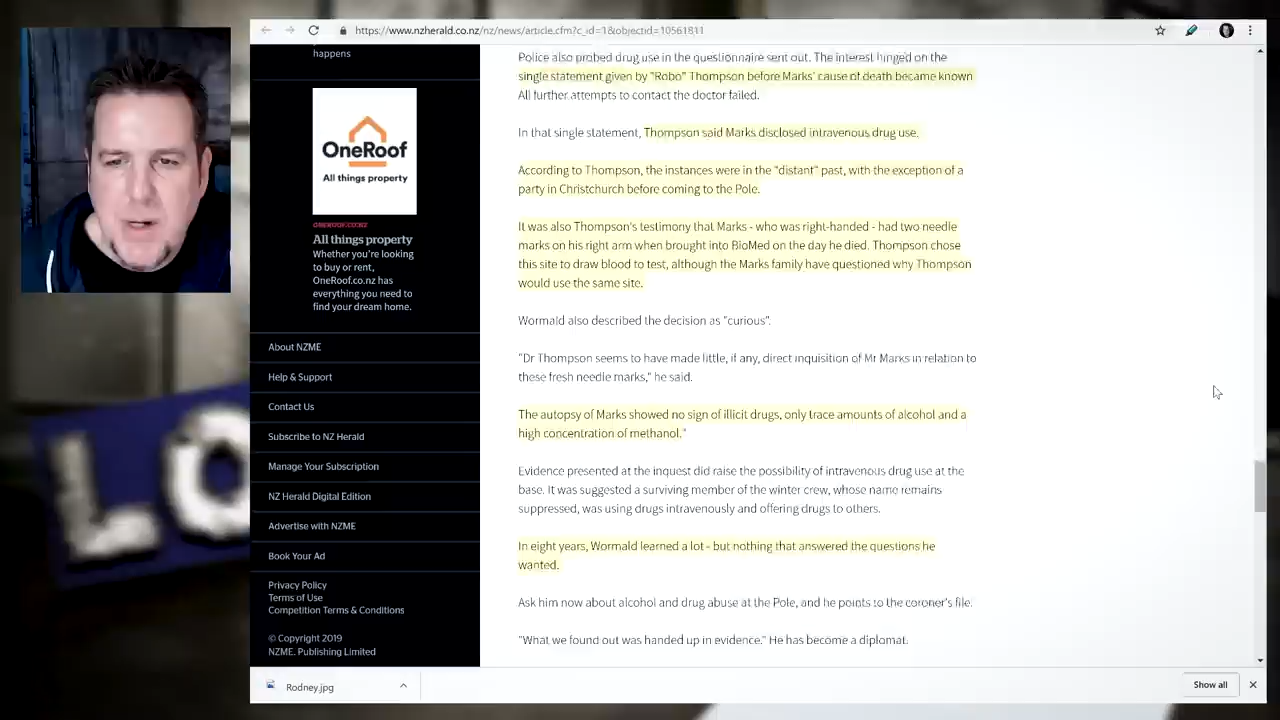 https://www.nzherald.co.nz/nz/news/article.cfm?c_id=1&objectid=10561811
happens
OneRoof
All things property
ONEROOF.CO.NZ
All things property
Whether you're looking
to buy or rent,
OneRoof.co.nz has
everything you need to
find your dream home.
About NZME
Help & Support
Contact Us
Subscribe to NZ Herald
Manage Your Subscription
NZ Herald Digital Edition
Advertise with NZME
Book Your Ad
Privacy Policy
Terms of Use
Competition Terms & Conditions
© Copyright 2019
NZME. Publishing Limited
Police also probed drug use in the questionnaire sent out. The interest hinged on the
single statement given by "Robo" Thompson before Marks' cause of death became known
All further attempts to contact the doctor failed.
In that single statement, Thompson said Marks disclosed intravenous drug use.
According to Thompson, the instances were in the "distant" past, with the exception of a
party in Christchurch before coming to the Pole.
It was also Thompson's testimony that Marks - who was right-handed - had two needle
marks on his right arm when brought into BioMed on the day he died. Thompson chose
this site to draw blood to test, although the Marks family have questioned why Thompson
would use the same site.
Wormald also described the decision as "curious".
"Dr Thompson seems to have made little, if any, direct inquisition of Mr Marks in relation to
these fresh needle marks," he said.
The autopsy of Marks showed no sign of illicit drugs, only trace amounts of alcohol and a
high concentration of methanol."
Evidence presented at the inquest did raise the possibility of intravenous drug use at the
base. It was suggested a surviving member of the winter crew, whose name remains
suppressed, was using drugs intravenously and offering drugs to others.
In eight years, Wormald learned a lot - but nothing that answered the questions he
wanted.
Ask him now about alcohol and drug abuse at the Pole, and he points to the coroner's file.
"What we found out was handed up in evidence." He has become a diplomat.
Rodney.jpg
Show all
LO